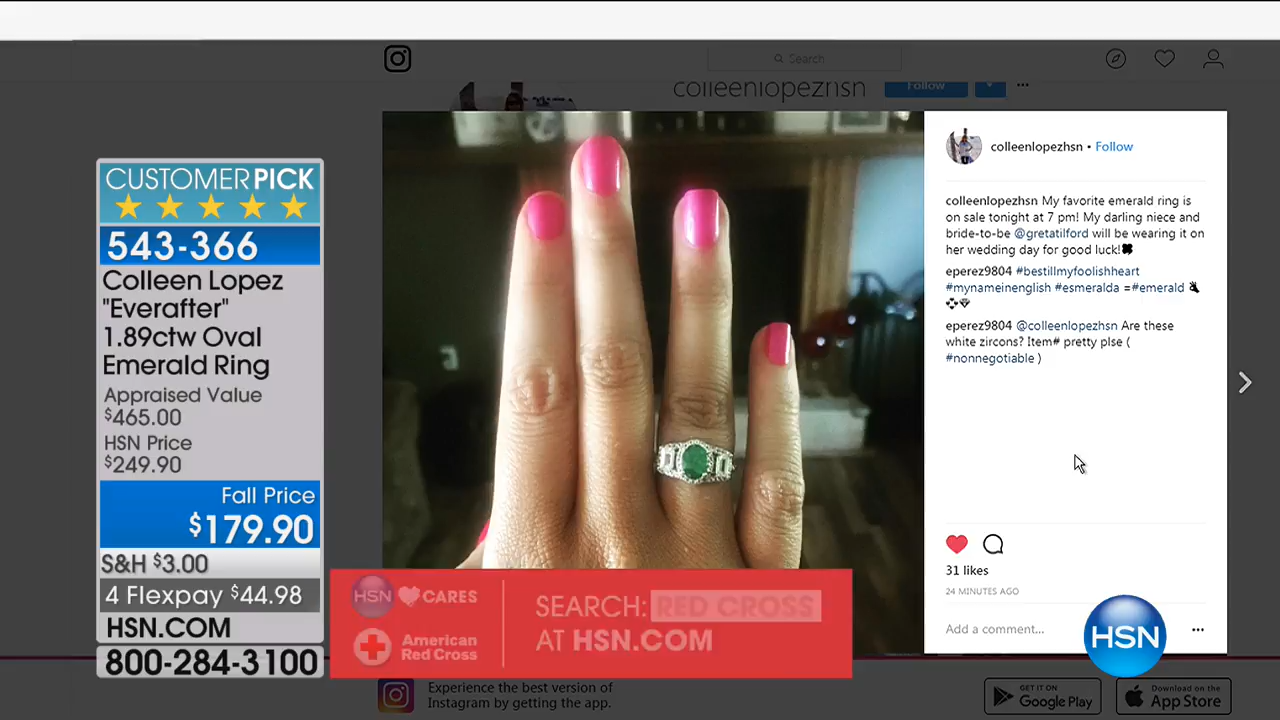 Search
colleenlopezhsn
Follow
CUSTOMER PICK
543-366
Colleen Lopez
"Everafter"
1.89ctw Oval
Emerald Ring
Appraised Value
$465.00
HSN Price
$249.90
Fall Price
$179.90
S&H $3.00
4 Flexpay $44.98
HSN.COM
800-284-3100
colleenlopezhsn • Follow
colleenlopezhsn My favorite emerald ring is
on sale tonight at 7 pm! My darling niece and
bride-to-be @gretatilford will be wearing it on
her wedding day for good luck!
eperez9804 #bestillmyfoolishheart
#mynameinenglish #esmeralda =#emerald
eperez9804 @colleenlopezhsn Are these
white zircons? Item# pretty plse (
#nonnegotiable )
31 likes
24 MINUTES AGO
Add a comment...
HSN
HSN CARES
American
Red Cross
SEARCH: RED CROSS
AT HSN.COM
Experience the best version of
Instagram by getting the app.
GET IT ON
Google Play
Download on the
App Store